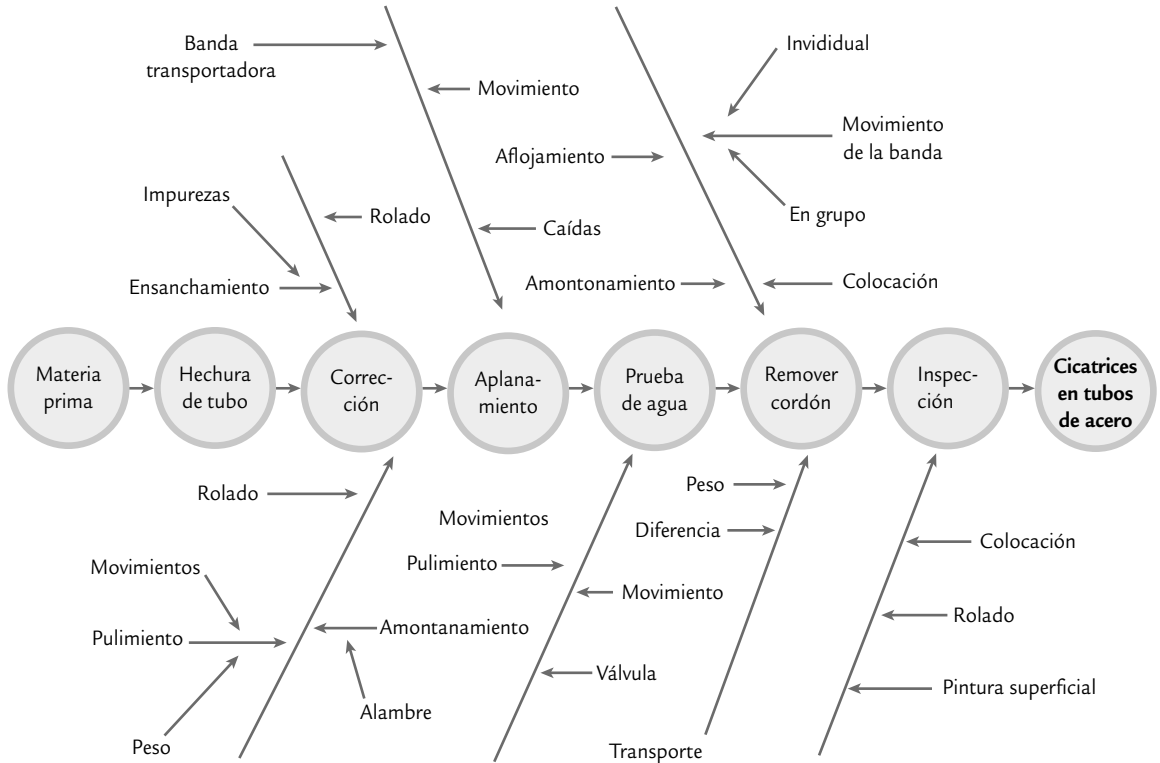 Banda
transportadora
Movimiento
Invididual
Movimiento
de la banda
Aflojamiento
En grupo
Impurezas
Rolado
Caídas
Ensanchamiento
Amontonamiento
Colocación
Materia
prima
Hechura
de tubo
Correc-
ción
Aplana-
miento
Prueba
de agua
Remover
cordón
Inspec-
ción
Cicatrices
en tubos
de acero
Rolado
Movimientos
Pulimiento
Peso
Amontanamiento
Alambre
Movimientos
Pulimiento
Movimiento
Válvula
Peso
Diferencia
Transporte
Colocación
Rolado
Pintura superficial